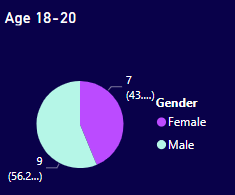 Age 18-20
7
(43....)
Gender
Female
Male
9
(56.2...)